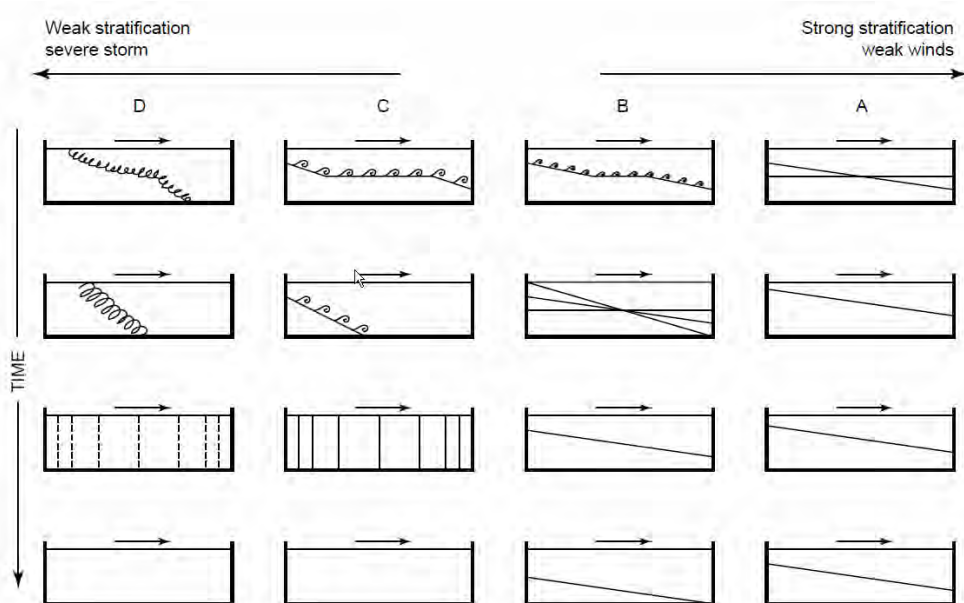 Weak stratification
severe storm
Strong stratification
weak winds
D
C
B
A
TIME